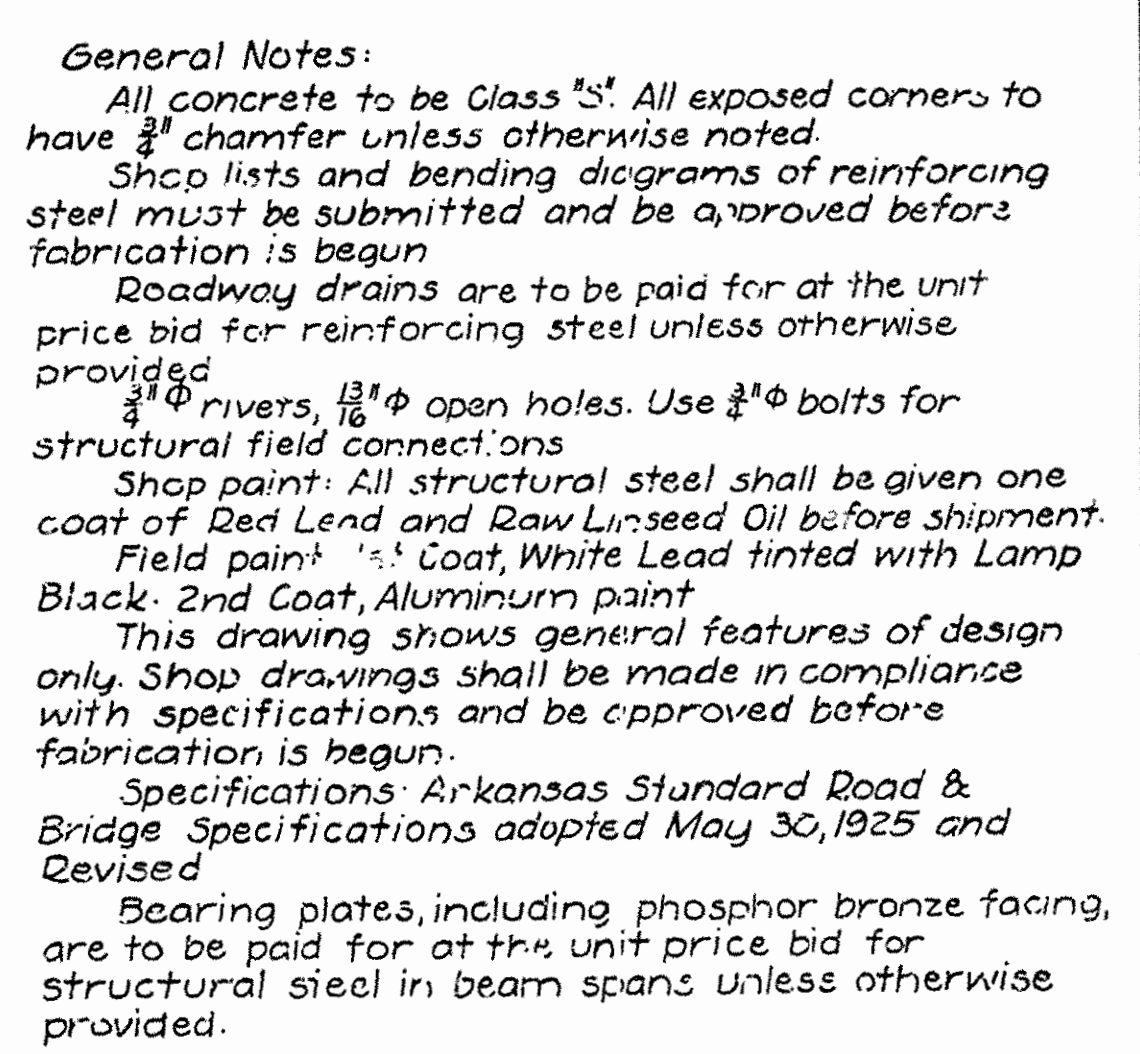 General Notes:
All concrete to be Class "S". All exposed corners to
have 3/4" chamfer unless otherwise noted.
Shop lists and bending diagrams of reinforcing
steel must be submitted and be approved before
fabrication is begun
Roadway drains are to be paid for at the unit
price bid for reinforcing steel unless otherwise
provided
3/4"Φ rivets, 13/16"Φ open holes. Use 3/4"Φ bolts for
structural field connections
Shop paint: All structural steel shall be given one
coat of Red Lead and Raw Linseed Oil before shipment.
Field paint 1st Coat, White Lead tinted with Lamp
Black. 2nd Coat, Aluminum paint
This drawing shows general features of design
only. Shop drawings shall be made in compliance
with specifications and be approved before
fabrication is begun.
Specifications: Arkansas Standard Road &
Bridge Specifications adopted May 30, 1925 and
Revised
Bearing plates, including phosphor bronze facing,
are to be paid for at the unit price bid for
structural steel in beam spans unless otherwise
provided.